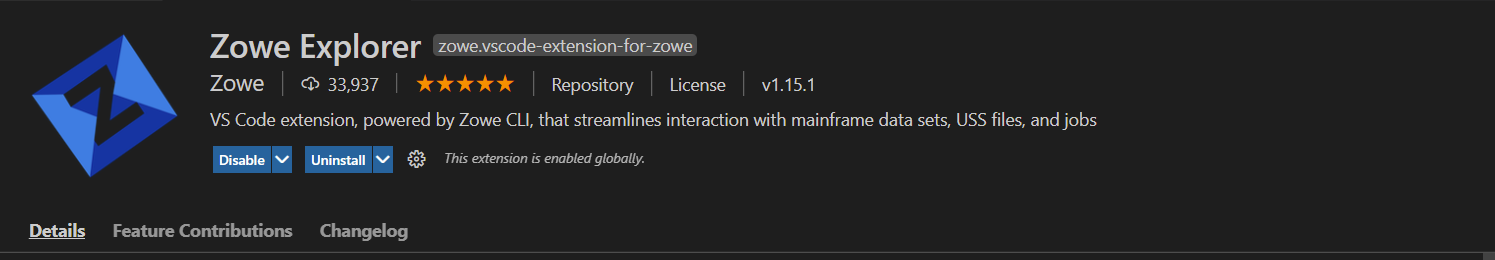 Zowe Explorer zowe.vscode-extension-for-zowe
Zowe 33,937 Repository License v1.15.1
VS Code extension, powered by Zowe CLI, that streamlines interaction with mainframe data sets, USS files, and jobs
Disable Uninstall This extension is enabled globally.
Details Feature Contributions Changelog